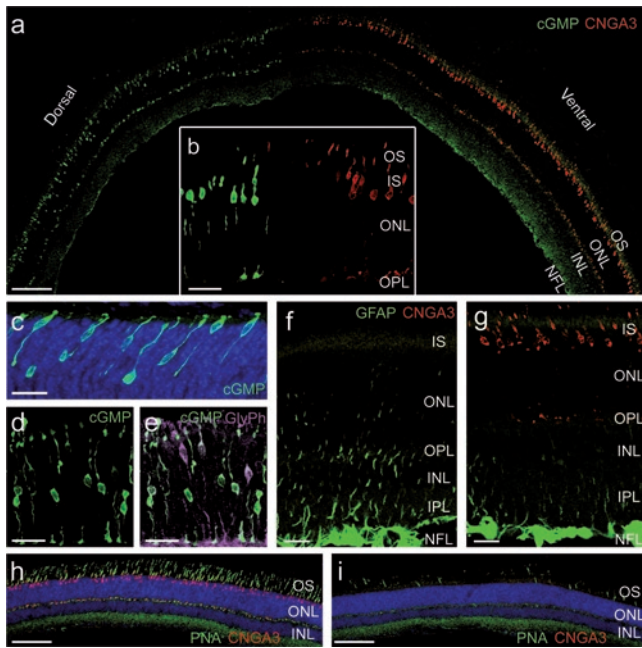 a
cGMP CNGA3
Dorsal
Ventral
b
OS
IS
ONL
OPL
OS
ONL
INL
NFL
c
cGMP
d
cGMP
e
cGMP GlyPh
f
GFAP CNGA3
IS
ONL
OPL
INL
IPL
NFL
g
IS
ONL
OPL
INL
IPL
NFL
h
OS
ONL
INL
PNA CNGA3
i
OS
ONL
INL
PNA CNGA3